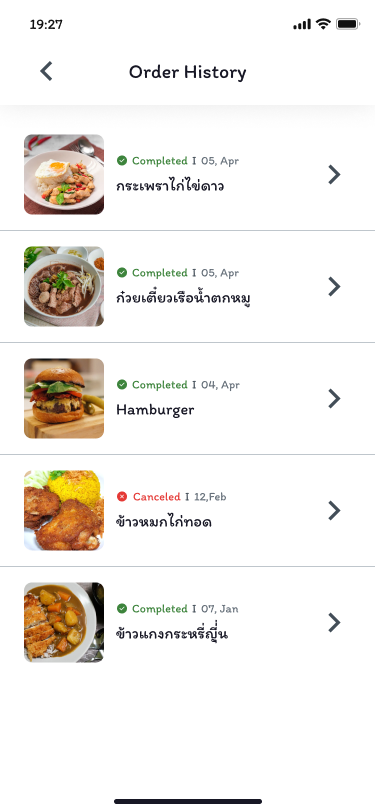 19:27
Order History
Completed I 05, Apr
กระเพราไก่ไข่ดาว
Completed I 05, Apr
ก๋วยเตี๋ยวเรือน้ำตกหมู
Completed I 04, Apr
Hamburger
Canceled I 12,Feb
ข้าวหมกไก่ทอด
Completed I 07, Jan
ข้าวแกงกระหรี่ญี่ปุ่น